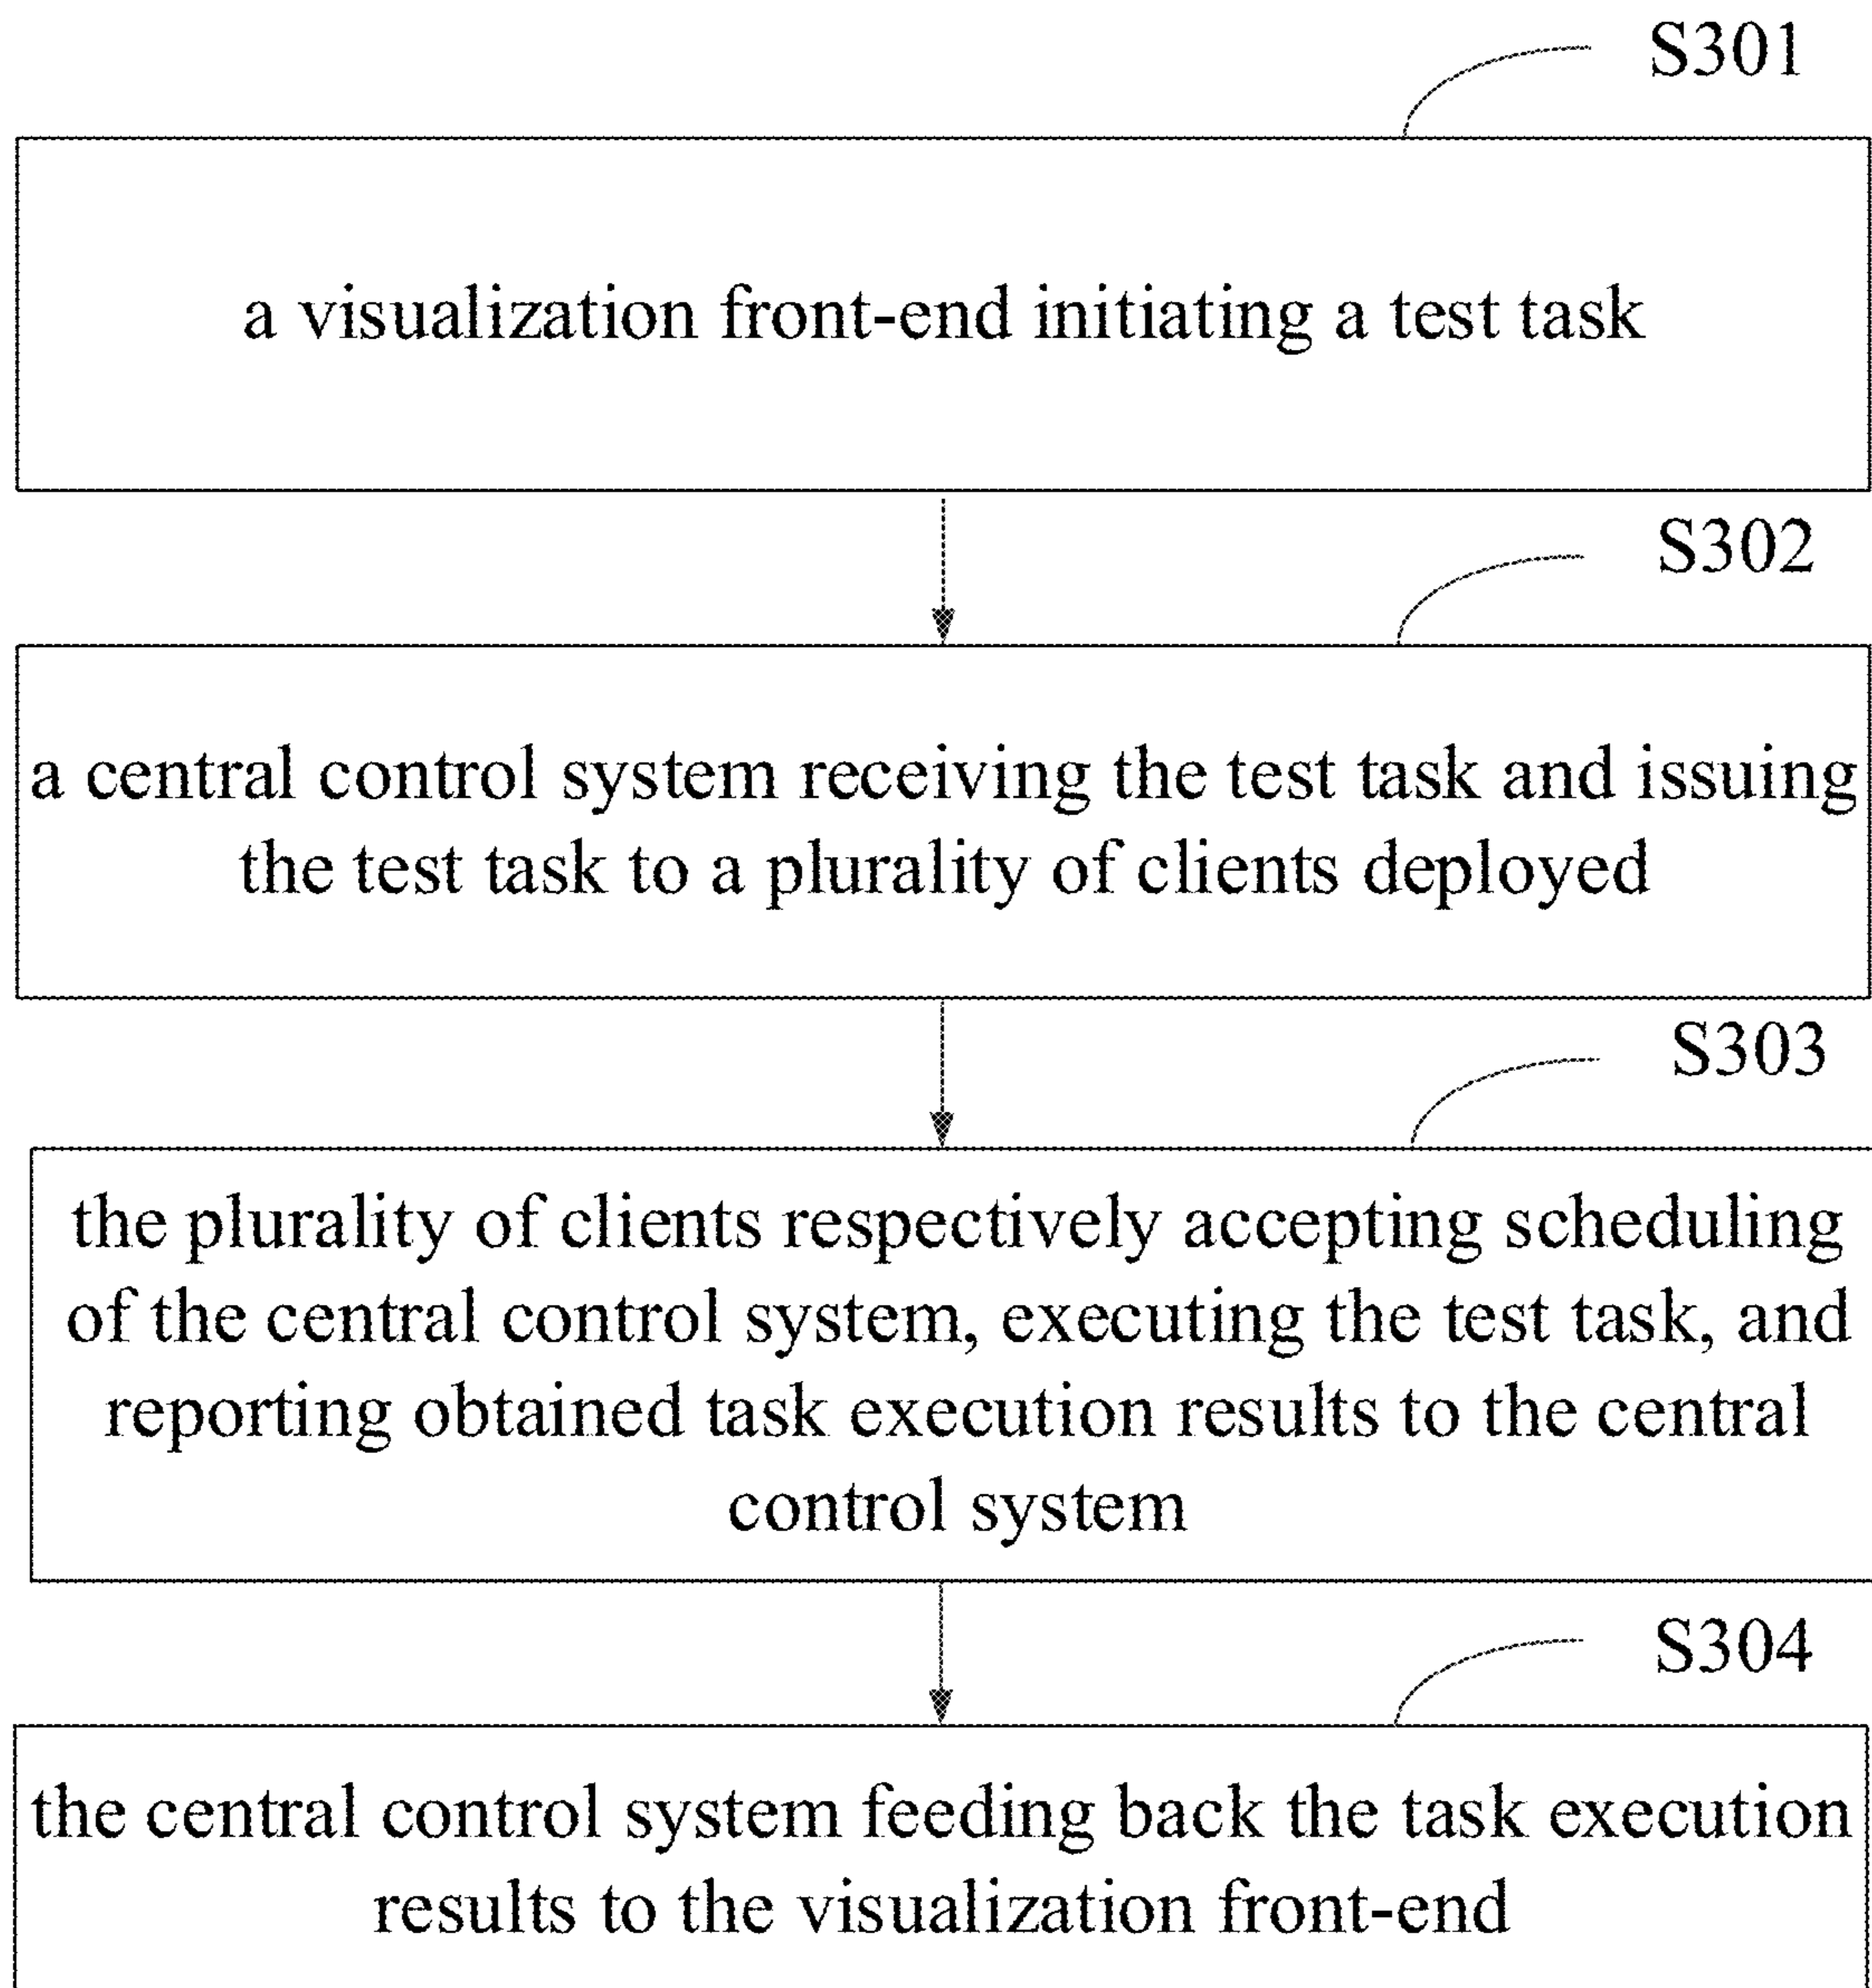 S301
a visualization front-end initiating a test task
S302
a central control system receiving the test task and issuing
the test task to a plurality of clients deployed
S303
the plurality of clients respectively accepting scheduling
of the central control system, executing the test task, and
reporting obtained task execution results to the central
control system
S304
the central control system feeding back the task execution
results to the visualization front-end